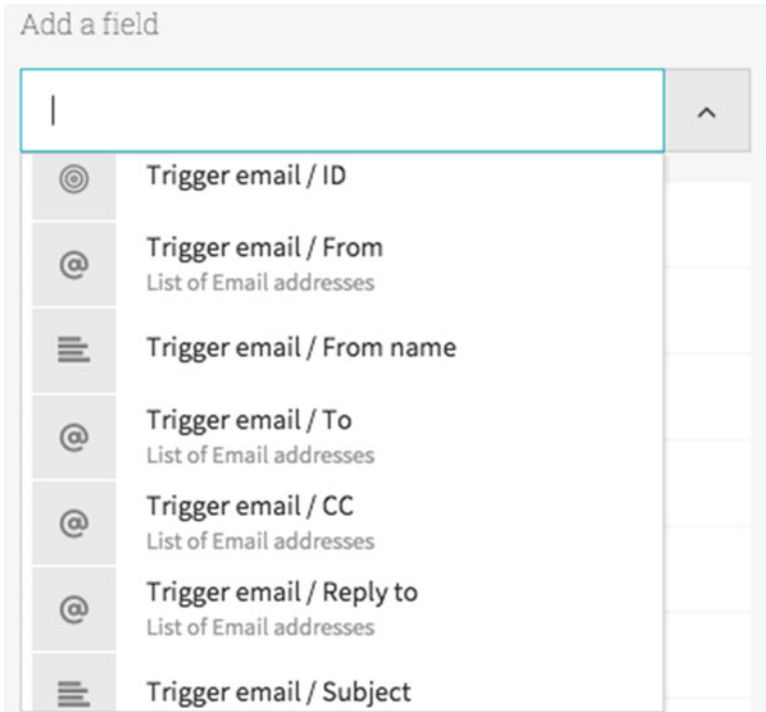 Add a field
Trigger email / ID
Trigger email / From
List of Email addresses
Trigger email / From name
Trigger email / To
List of Email addresses
Trigger email / CC
List of Email addresses
Trigger email / Reply to
List of Email addresses
Trigger email / Subject